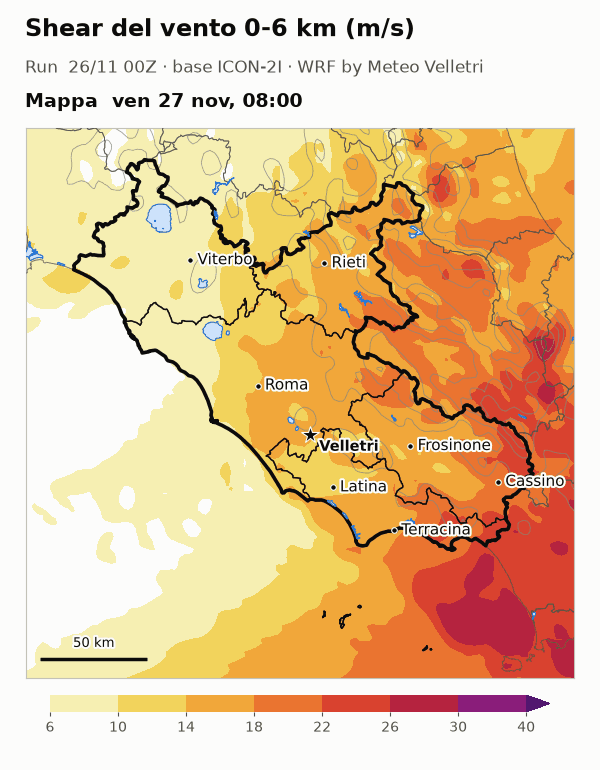 Shear del vento 0-6 km (m/s)
Run  26/11 00Z · base ICON-2I · WRF by Meteo Velletri
Mappa  ven 27 nov, 08:00
Viterbo
Rieti
Roma
Velletri
Frosinone
Latina
Cassino
Terracina
50 km
6 10 14 18 22 26 30 40